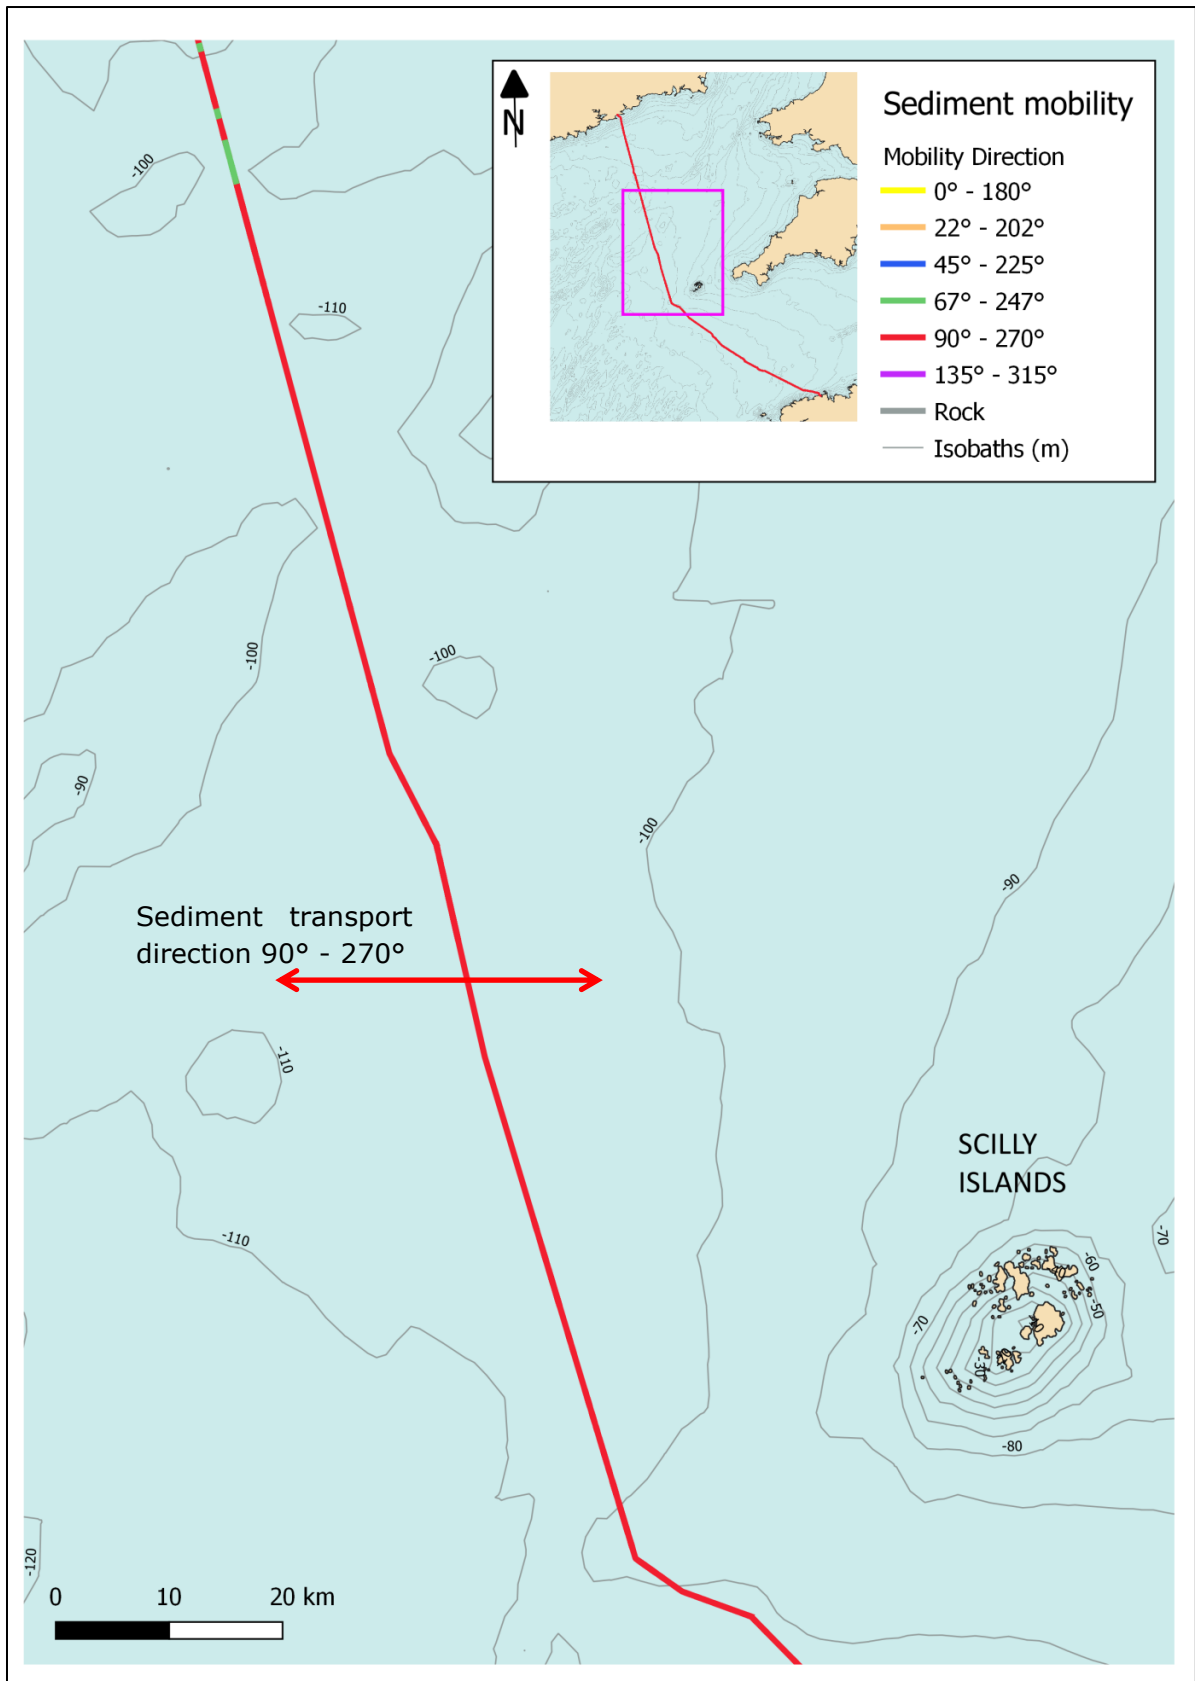 N
Sediment mobility
Mobility Direction
0° - 180°
22° - 202°
45° - 225°
67° - 247°
90° - 270°
135° - 315°
Rock
Isobaths (m)
-100
-110
-100
-100
-90
-100
-90
Sediment transport
direction 90° - 270°
-110
SCILLY
ISLANDS
-110
-70
-60
-50
-70
-30
-80
-120
0 10 20 km